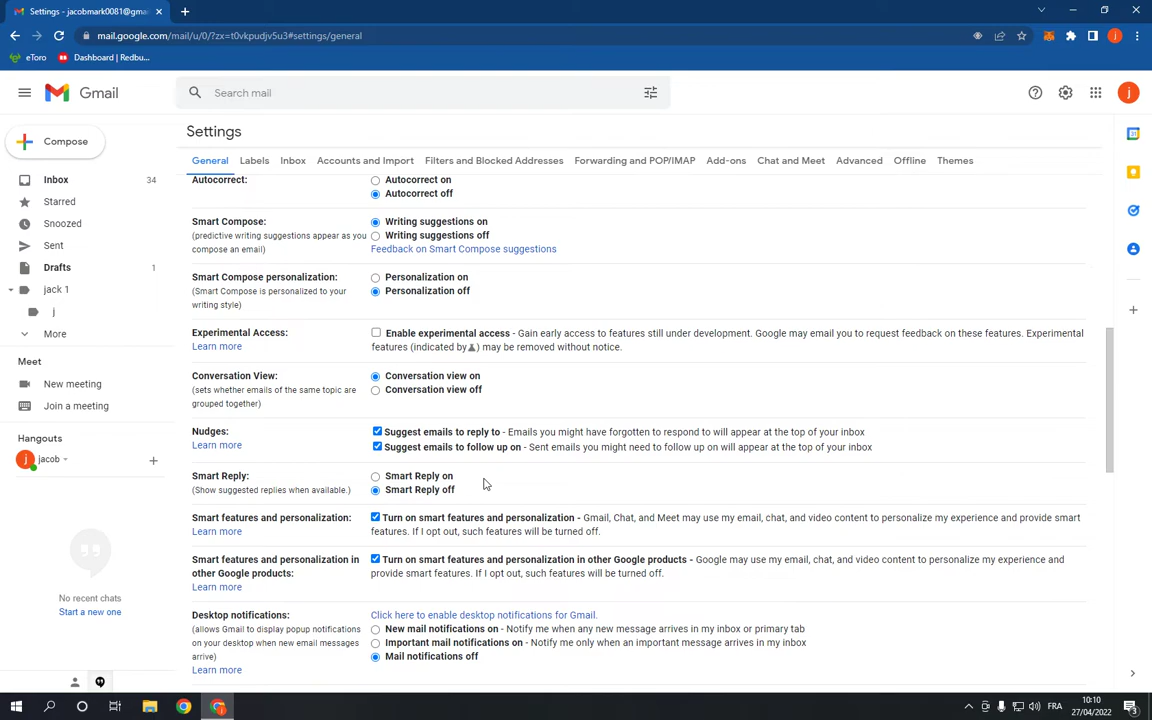 Settings - jacobmark0081@gma
mail.google.com/mail/u/0/?zx=t0vkpudjv5u3#settings/general
eToro
Dashboard | Redbu...
Gmail
Search mail
j
Compose
Inbox 34
Starred
Snoozed
Sent
Drafts 1
jack 1
j
More
Meet
New meeting
Join a meeting
Hangouts
j jacob
No recent chats
Start a new one
Settings
General Labels Inbox Accounts and Import Filters and Blocked Addresses Forwarding and POP/IMAP Add-ons Chat and Meet Advanced Offline Themes
Autocorrect: Autocorrect on
Autocorrect off
Smart Compose: Writing suggestions on
(predictive writing suggestions appear as you Writing suggestions off
compose an email) Feedback on Smart Compose suggestions
Smart Compose personalization: Personalization on
(Smart Compose is personalized to your Personalization off
writing style)
Experimental Access: Enable experimental access - Gain early access to features still under development. Google may email you to request feedback on these features. Experimental
Learn more features (indicated by ) may be removed without notice.
Conversation View: Conversation view on
(sets whether emails of the same topic are Conversation view off
grouped together)
Nudges: Suggest emails to reply to - Emails you might have forgotten to respond to will appear at the top of your inbox
Learn more Suggest emails to follow up on - Sent emails you might need to follow up on will appear at the top of your inbox
Smart Reply: Smart Reply on
(Show suggested replies when available.) Smart Reply off
Smart features and personalization: Turn on smart features and personalization - Gmail, Chat, and Meet may use my email, chat, and video content to personalize my experience and provide smart
Learn more features. If I opt out, such features will be turned off.
Smart features and personalization in Turn on smart features and personalization in other Google products - Google may use my email, chat, and video content to personalize my experience and
other Google products: provide smart features. If I opt out, such features will be turned off.
Learn more
Desktop notifications: Click here to enable desktop notifications for Gmail.
(allows Gmail to display popup notifications New mail notifications on - Notify me when any new message arrives in my inbox or primary tab
on your desktop when new email messages Important mail notifications on - Notify me only when an important message arrives in my inbox
arrive) Mail notifications off
Learn more
FRA
10:10
27/04/2022
3